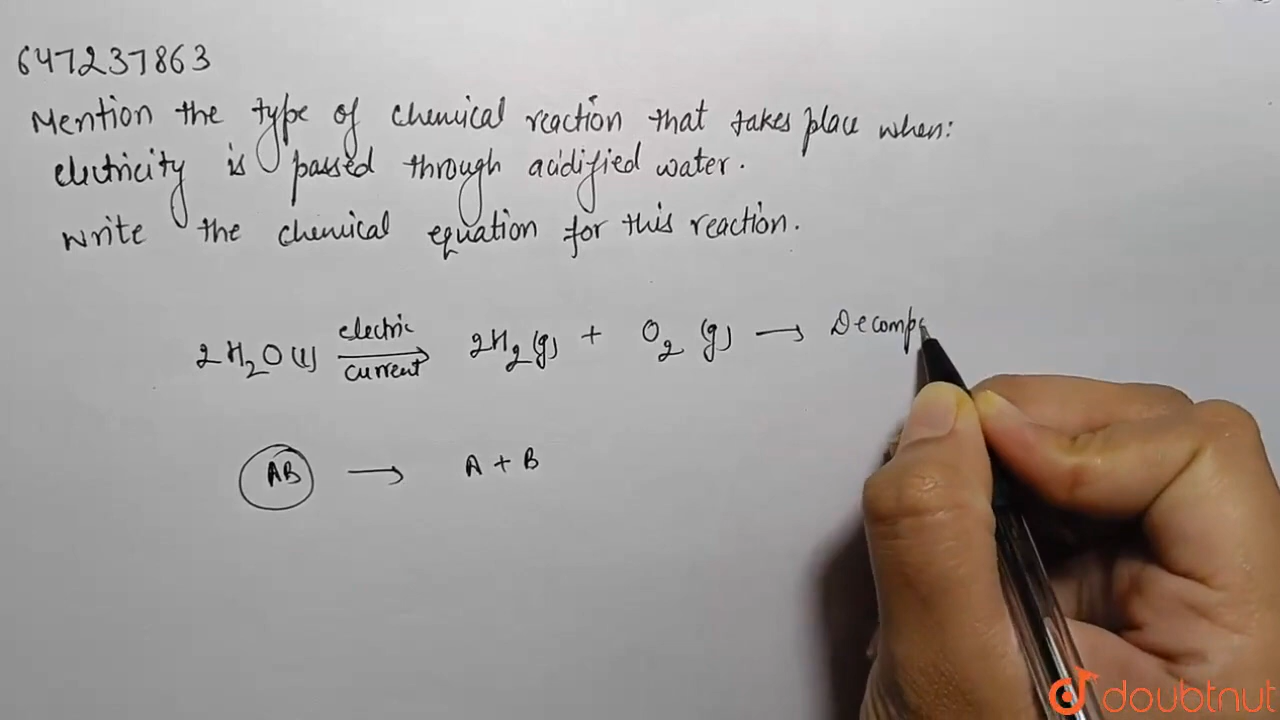 647237863
Mention the type of chemical reaction that takes place when:
electricity is passed through acidified water.
Write the chemical equation for this reaction.
2H2O(l) electric current → 2H2(g) + O2(g) → Decomp
AB → A + B
doubtnut